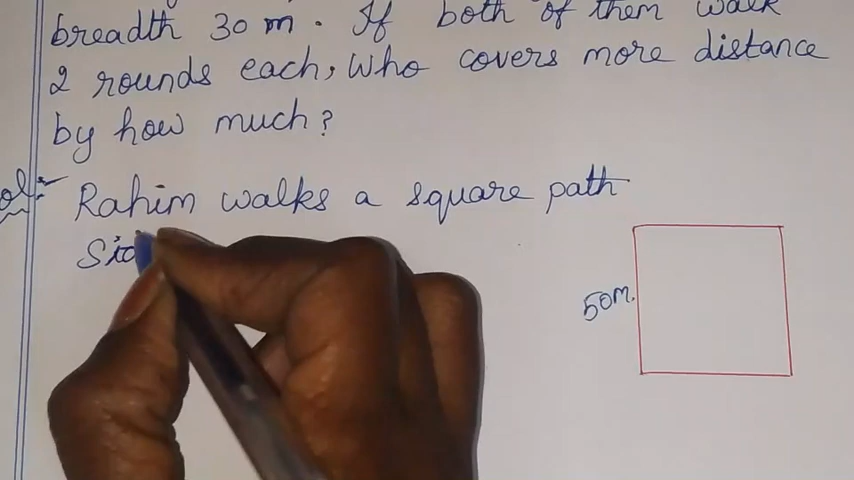 breadth 30 m. If both of them walk
2 rounds each, Who covers more distance
by how much?
Rahim walks a square path
50m.